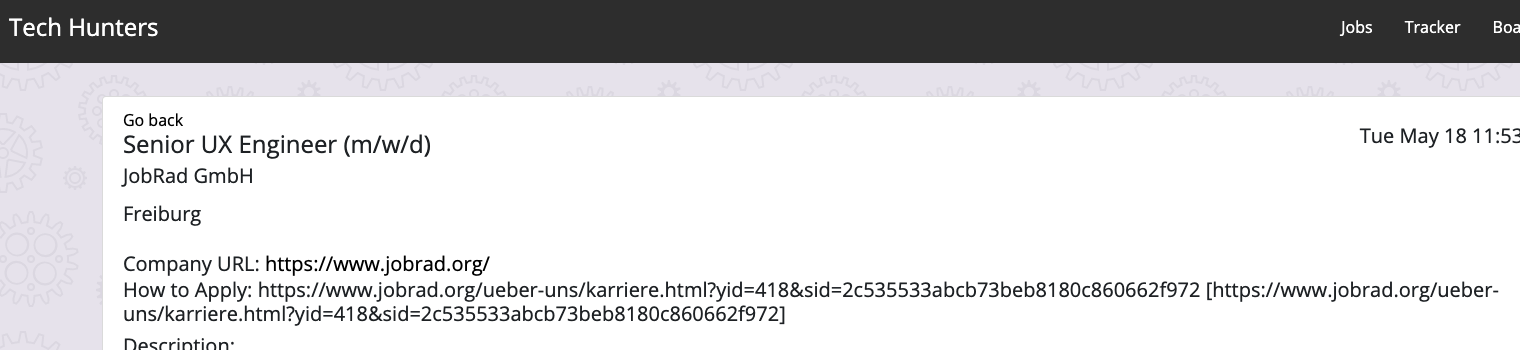 Tech Hunters
Jobs Tracker
Go back
Senior UX Engineer (m/w/d)
Tue May 18 11:53
JobRad GmbH
Freiburg
Company URL: https://www.jobrad.org/
How to Apply: https://www.jobrad.org/ueber-uns/karriere.html?yid=418&sid=2c535533abcb73beb8180c860662f972 [https://www.jobrad.org/ueber-
uns/karriere.html?yid=418&sid=2c535533abcb73beb8180c860662f972]
Description: